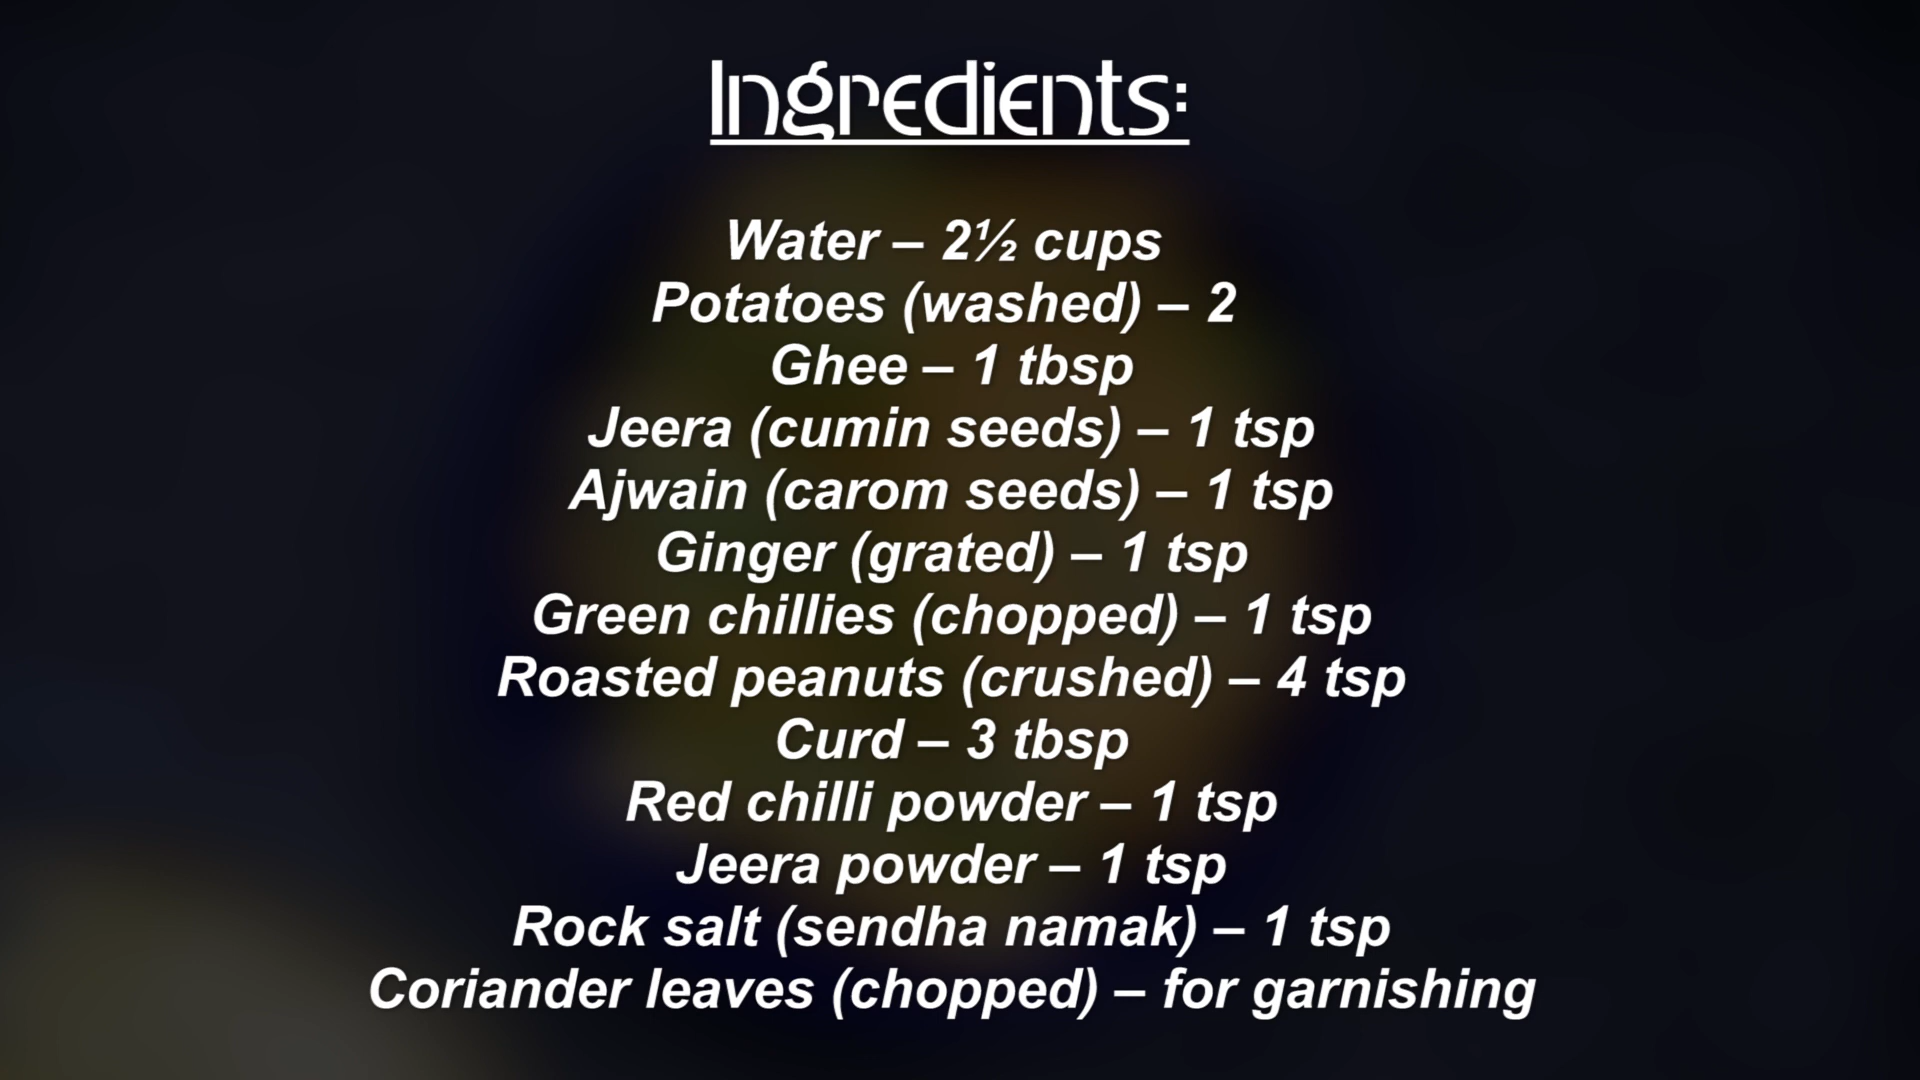 Ingredients:
Water – 2½ cups
Potatoes (washed) – 2
Ghee – 1 tbsp
Jeera (cumin seeds) – 1 tsp
Ajwain (carom seeds) – 1 tsp
Ginger (grated) – 1 tsp
Green chillies (chopped) – 1 tsp
Roasted peanuts (crushed) – 4 tsp
Curd – 3 tbsp
Red chilli powder – 1 tsp
Jeera powder – 1 tsp
Rock salt (sendha namak) – 1 tsp
Coriander leaves (chopped) – for garnishing